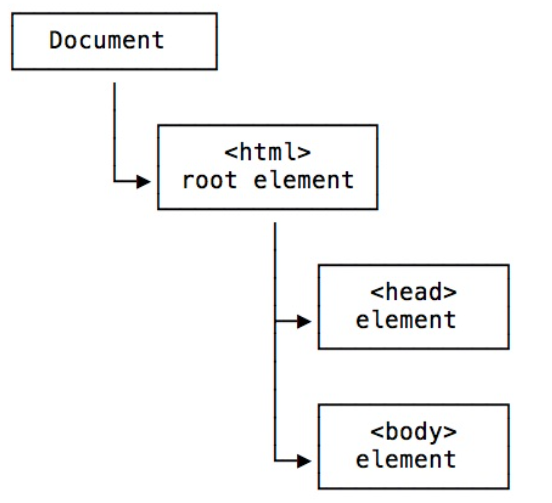 Document
<html>
root element
<head>
element
<body>
element